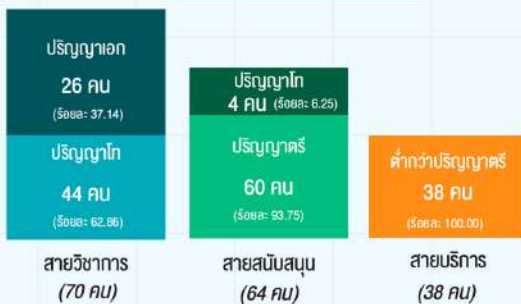 ปริญญาเอก
26 คน
(ร้อยละ 37.14)
ปริญญาโท
44 คน
(ร้อยละ 62.86)
สายวิชาการ
(70 คน)
ปริญญาโท
4 คน (ร้อยละ 6.25)
ปริญญาตรี
60 คน
(ร้อยละ 93.75)
สายสนับสนุน
(64 คน)
ต่ำกว่าปริญญาตรี
38 คน
(ร้อยละ 100.00)
สายบริการ
(38 คน)